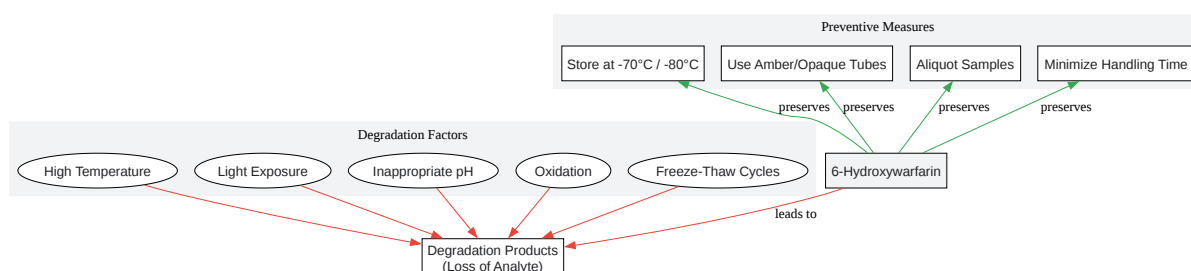 Preventive Measures
Store at -70°C / -80°C
Use Amber/Opaque Tubes
Aliquot Samples
Minimize Handling Time
preserves
preserves
preserves
preserves
Degradation Factors
High Temperature
Light Exposure
Inappropriate pH
Oxidation
Freeze-Thaw Cycles
6-Hydroxywarfarin
leads to
Degradation Products
(Loss of Analyte)